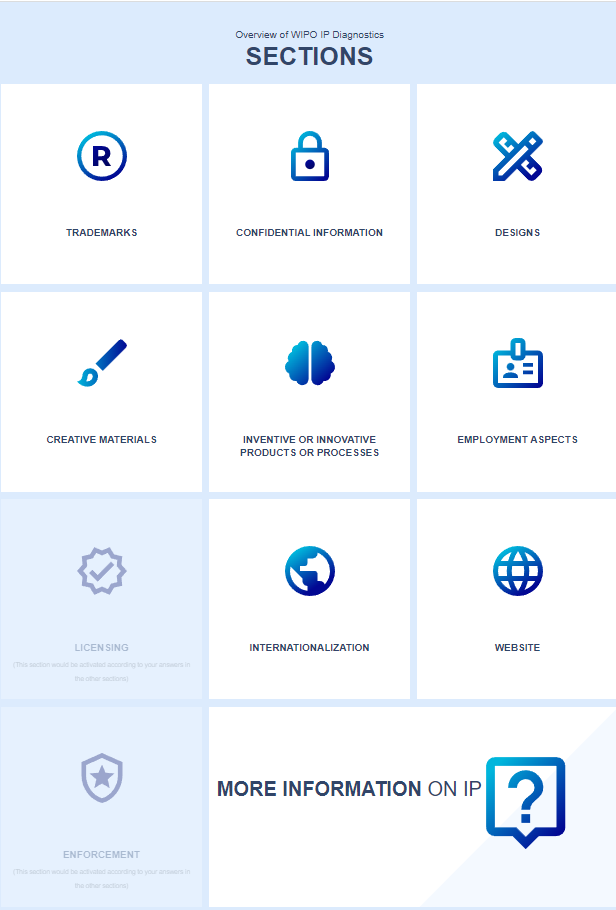 Overview of WIPO IP Diagnostics
SECTIONS
R
TRADEMARKS
CONFIDENTIAL INFORMATION
DESIGNS
CREATIVE MATERIALS
INVENTIVE OR INNOVATIVE
PRODUCTS OR PROCESSES
EMPLOYMENT ASPECTS
LICENSING
(This section would be activated according to your answers in
the other sections)
INTERNATIONALIZATION
WEBSITE
ENFORCEMENT
(This section would be activated according to your answers in
the other sections)
MORE INFORMATION ON IP
?